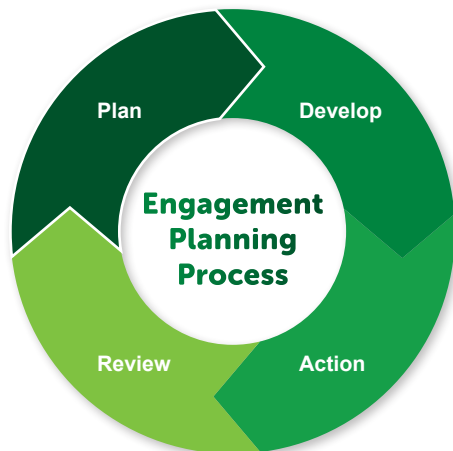 Plan
Develop
Engagement
Planning
Process
Review
Action